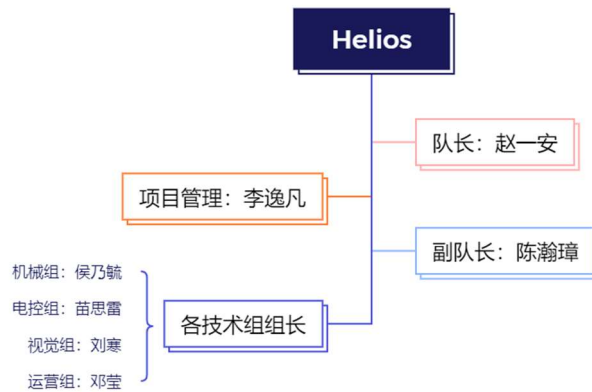 Helios
队长：赵一安
项目管理：李逸凡
副队长：陈瀚璋
机械组：侯乃毓
电控组：苗思雷
视觉组：刘寒
运营组：邓莹
各技术组组长